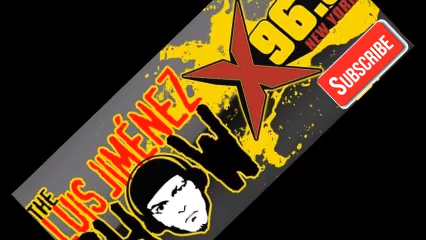 THE
LUIS JIMÉNEZ
SHOW
X
96.
NEW YORK
SUBSCRIBE